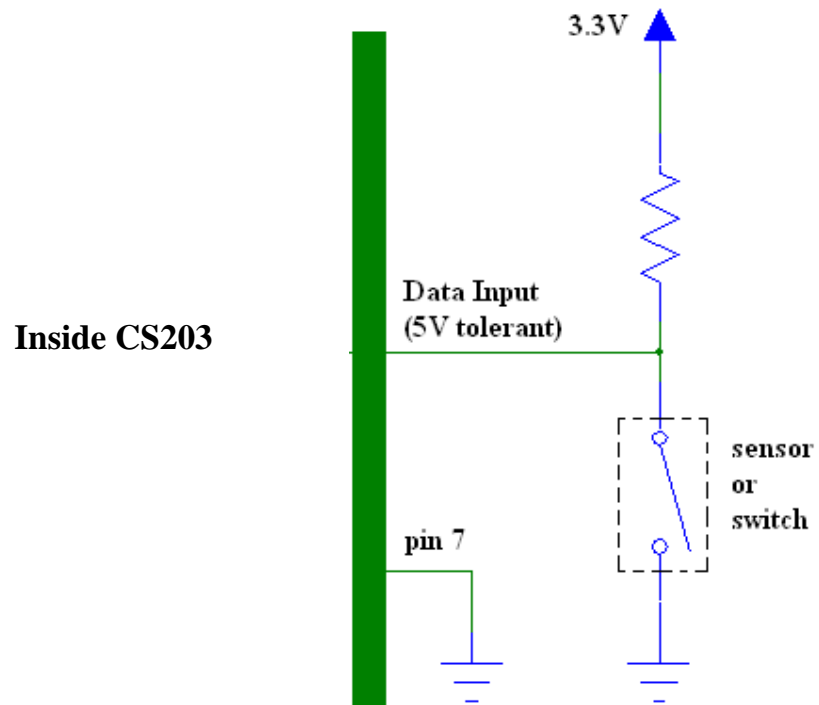 3.3V
Data Input
(5V tolerant)
Inside CS203
sensor
or
switch
pin 7